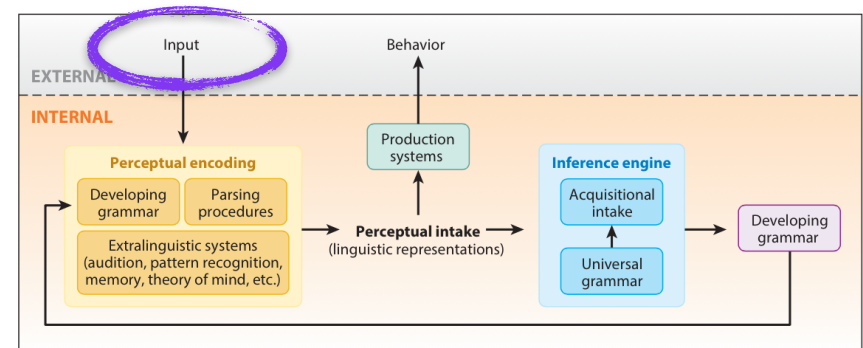 Input
Behavior
EXTERNAL
INTERNAL
Perceptual encoding
Developing
grammar
Parsing
procedures
Extralinguistic systems
(audition, pattern recognition,
memory, theory of mind, etc.)
Production
systems
Perceptual intake
(linguistic representations)
Inference engine
Acquisitional
intake
Universal
grammar
Developing
grammar